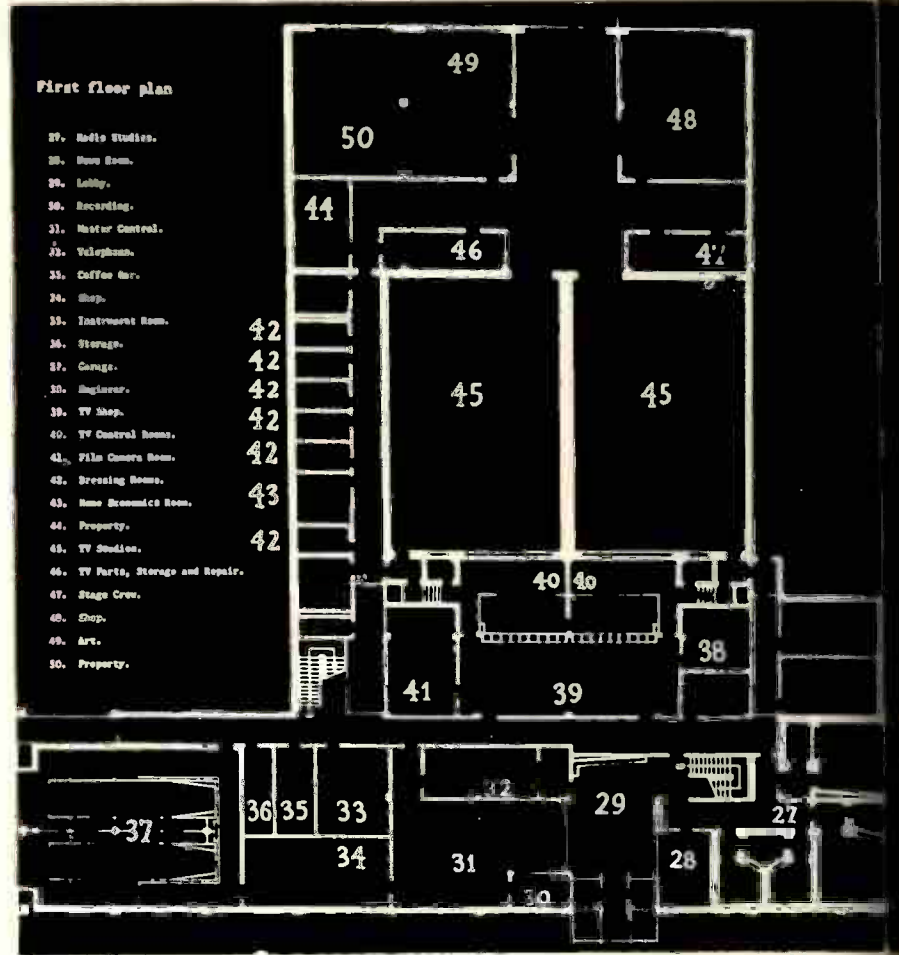 First floor plan
27. Radio Studios.
28. News Room.
29. Lobby.
30. Recording.
31. Master Control.
32. Telephone.
33. Coffee Bar.
34. Shop.
35. Instrument Room.
36. Storage.
37. Garage.
38. Engineer.
39. TV Shop.
40. TV Control Rooms.
41. Film Camera Room.
42. Dressing Rooms.
43. Home Economics Room.
44. Property.
45. TV Studios.
46. TV Parts, Storage and Repair.
47. Stage Crew.
48. Shop.
49. Art.
50. Property.
49
48
50
44
46
47
42
42
42
45
45
42
42
43
42
40 40
38
41
39
32
29
36 35 33
27
37
34
31
28
30